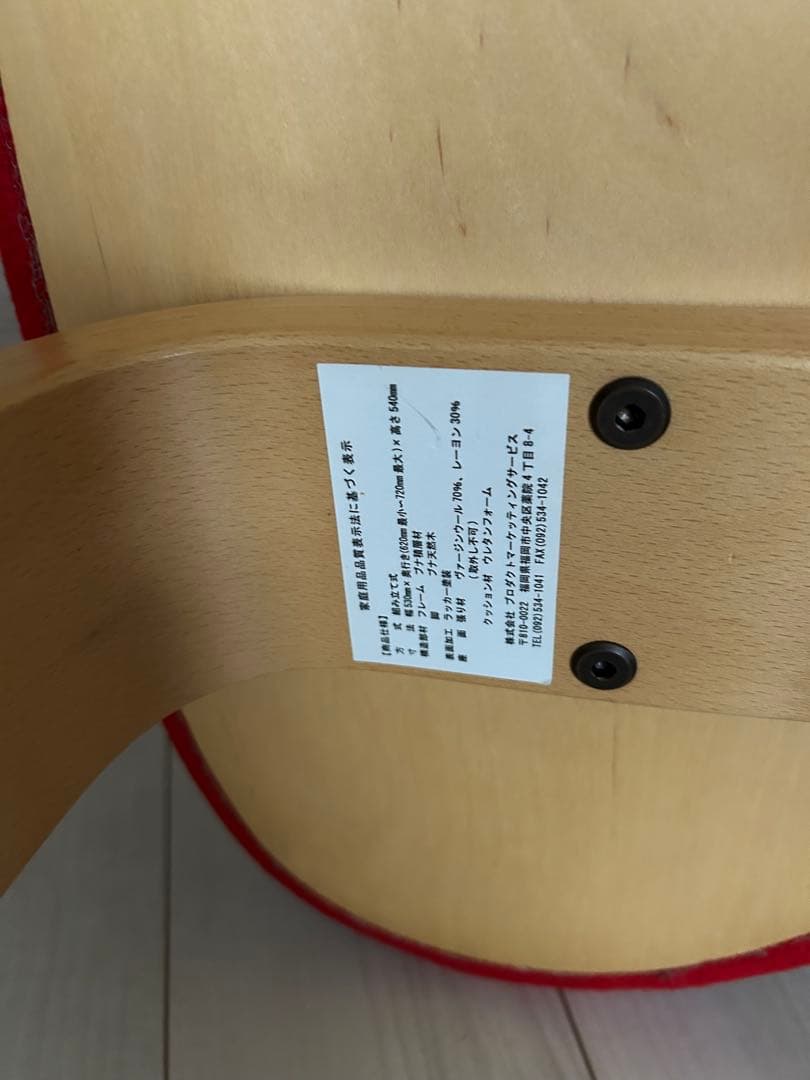 家庭用品品質表示法に基づく表示
【商品仕様】
方 式 組み立て式
寸 法 幅530mm×奥行き(620mm最小～720mm最大)×高さ540mm
構造部材 フレーム ブナ積層材
脚 ブナ天然木
表面加工 ラッカー塗装
座 面 張り材 ヴァージンウール70%、レーヨン30%
(取外し不可)
クッション材 ウレタンフォーム
株式会社 プロダクトマーケッティングサービス
〒810-0022 福岡県福岡市中央区薬院4丁目8-4
TEL(092)534-1041 FAX(092)534-1042